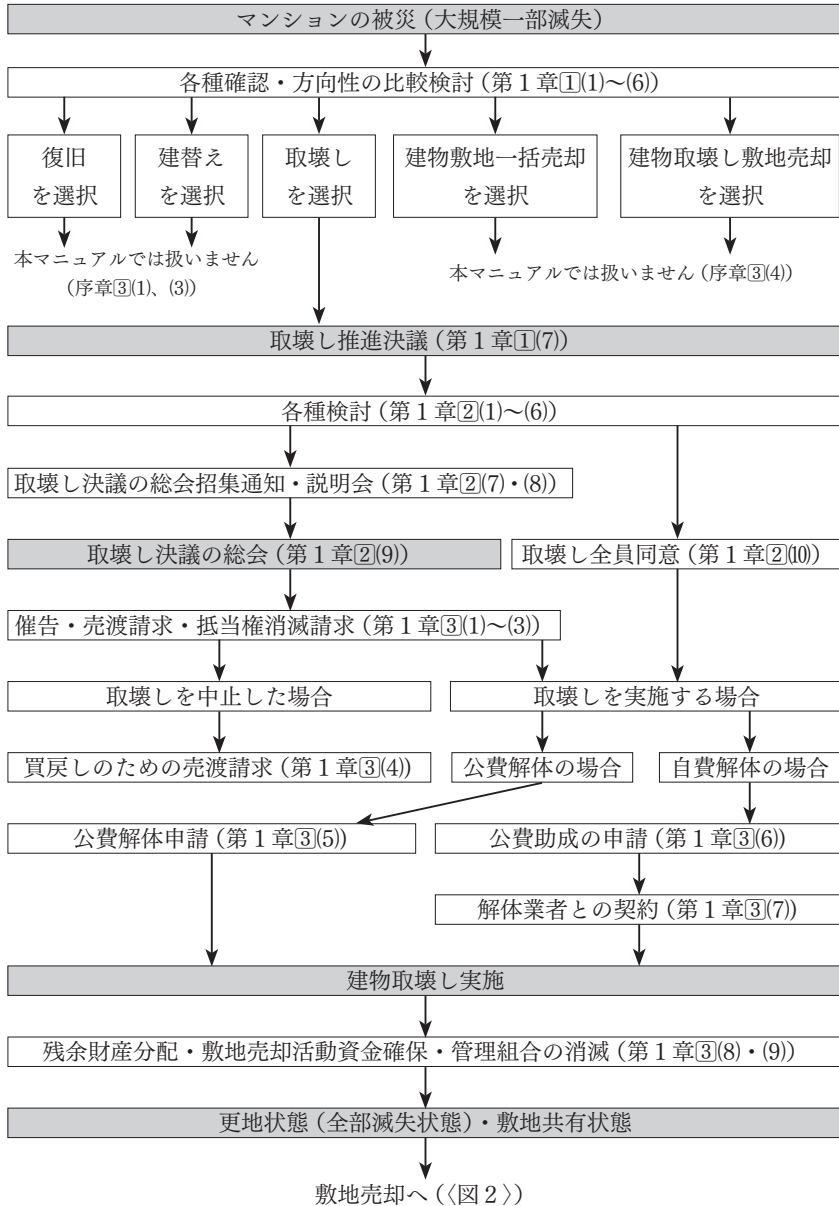 マンションの被災（大規模一部滅失）
各種確認・方向性の比較検討（第１章①(1)～(6)）
復旧
を選択
建替え
を選択
取壊し
を選択
建物敷地一括売却
を選択
建物取壊し敷地売却
を選択
本マニュアルでは扱いません
（序章③(1)、(3)）
本マニュアルでは扱いません（序章③(4)）
取壊し推進決議（第１章①(7)）
各種検討（第１章②(1)～(6)）
取壊し決議の総会招集通知・説明会（第１章②(7)・(8)）
取壊し決議の総会（第１章②(9)）
取壊し全員同意（第１章②(10)）
催告・売渡請求・抵当権消滅請求（第１章③(1)～(3)）
取壊しを中止した場合
取壊しを実施する場合
買戻しのための売渡請求（第１章③(4)）
公費解体の場合
自費解体の場合
公費解体申請（第１章③(5)）
公費助成の申請（第１章③(6)）
解体業者との契約（第１章③(7)）
建物取壊し実施
残余財産分配・敷地売却活動資金確保・管理組合の消滅（第１章③(8)・(9)）
更地状態（全部滅失状態）・敷地共有状態
敷地売却へ（〈図２〉）